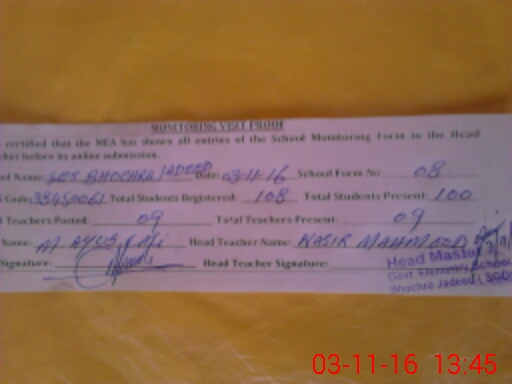 MONITORING VISIT PROOF
certified that the MEA has shown all entries of the School Monitoring Form to the Head
cher before its online submission.
ol Name: GES BHOCHRA JADEED Date: 03-11-16 School Form No: 08
Code: 38450061 Total Students Registered: 108 Total Students Present: 100
Teachers Posted: 09 Total Teachers Present: 09
Name: M AYUB Head Teacher Name: NASIR MAHMOOD
Signature: Head Teacher Signature:
Head Master
Govt. Elementary School
Bhochra Jadeed (SGD)
03-11-16 13:45